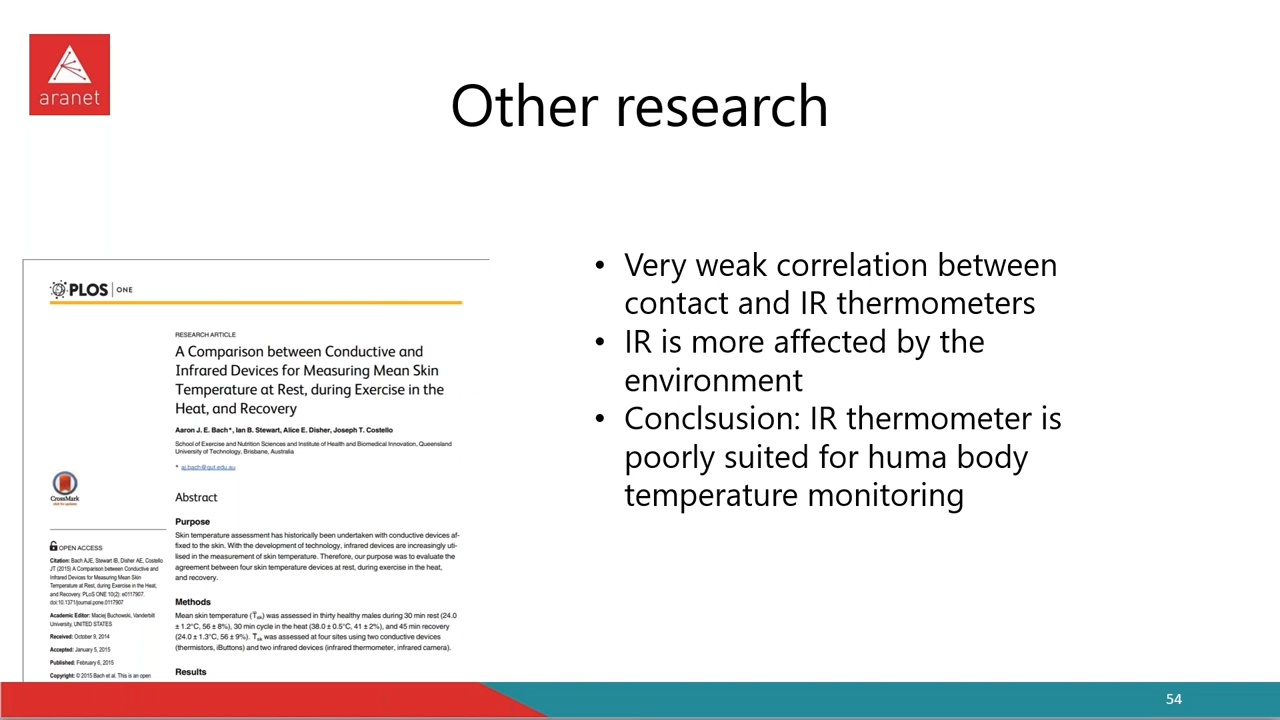 aranet
Other research
PLOS ONE
RESEARCH ARTICLE
A Comparison between Conductive and
Infrared Devices for Measuring Mean Skin
Temperature at Rest, during Exercise in the
Heat, and Recovery
Aaron J. E. Bach*, Ian B. Stewart, Alice E. Disher, Joseph T. Costello
School of Exercise and Nutrition Sciences and Institute of Health and Biomedical Innovation, Queensland
University of Technology, Brisbane, Australia
* aj.bach@qut.edu.au
CrossMark
click for updates
Abstract
Purpose
Skin temperature assessment has historically been undertaken with conductive devices af-
fixed to the skin. With the development of technology, infrared devices are increasingly uti-
lised in the measurement of skin temperature. Therefore, our purpose was to evaluate the
agreement between four skin temperature devices at rest, during exercise in the heat,
and recovery.
Methods
Mean skin temperature (T̄sk) was assessed in thirty healthy males during 30 min rest (24.0
± 1.2°C, 56 ± 8%), 30 min cycle in the heat (38.0 ± 0.5°C, 41 ± 2%), and 45 min recovery
(24.0 ± 1.3°C, 56 ± 9%). T̄sk was assessed at four sites using two conductive devices
(thermistors, iButtons) and two infrared devices (infrared thermometer, infrared camera).
Results
OPEN ACCESS
Citation: Bach AJE, Stewart IB, Disher AE, Costello
JT (2015) A Comparison between Conductive and
Infrared Devices for Measuring Mean Skin
Temperature at Rest, during Exercise in the Heat,
and Recovery. PLoS ONE 10(2): e0117907.
doi:10.1371/journal.pone.0117907
Academic Editor: Maciej Buchowski, Vanderbilt
University, UNITED STATES
Received: October 9, 2014
Accepted: January 5, 2015
Published: February 6, 2015
Copyright: © 2015 Bach et al. This is an open
• Very weak correlation between
contact and IR thermometers
• IR is more affected by the
environment
• Conclsusion: IR thermometer is
poorly suited for huma body
temperature monitoring
54